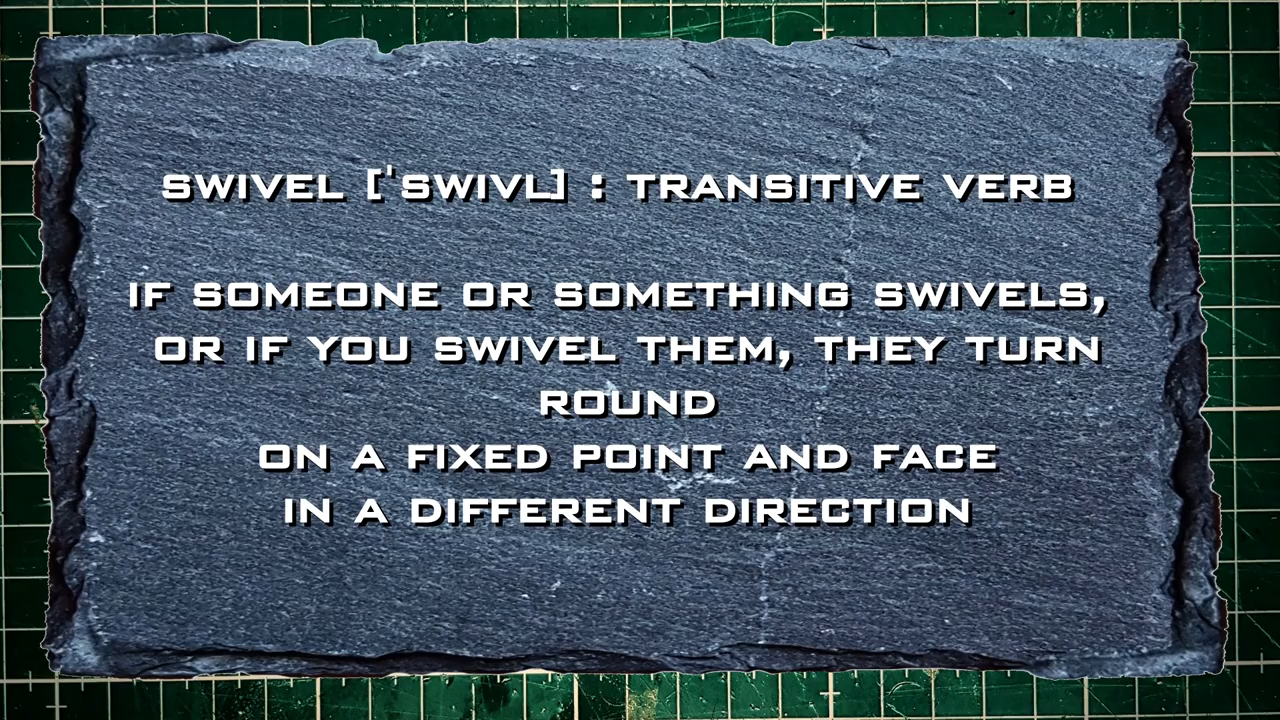 SWIVEL [ˈSWIVL] : TRANSITIVE VERB
IF SOMEONE OR SOMETHING SWIVELS,
OR IF YOU SWIVEL THEM, THEY TURN
ROUND
ON A FIXED POINT AND FACE
IN A DIFFERENT DIRECTION